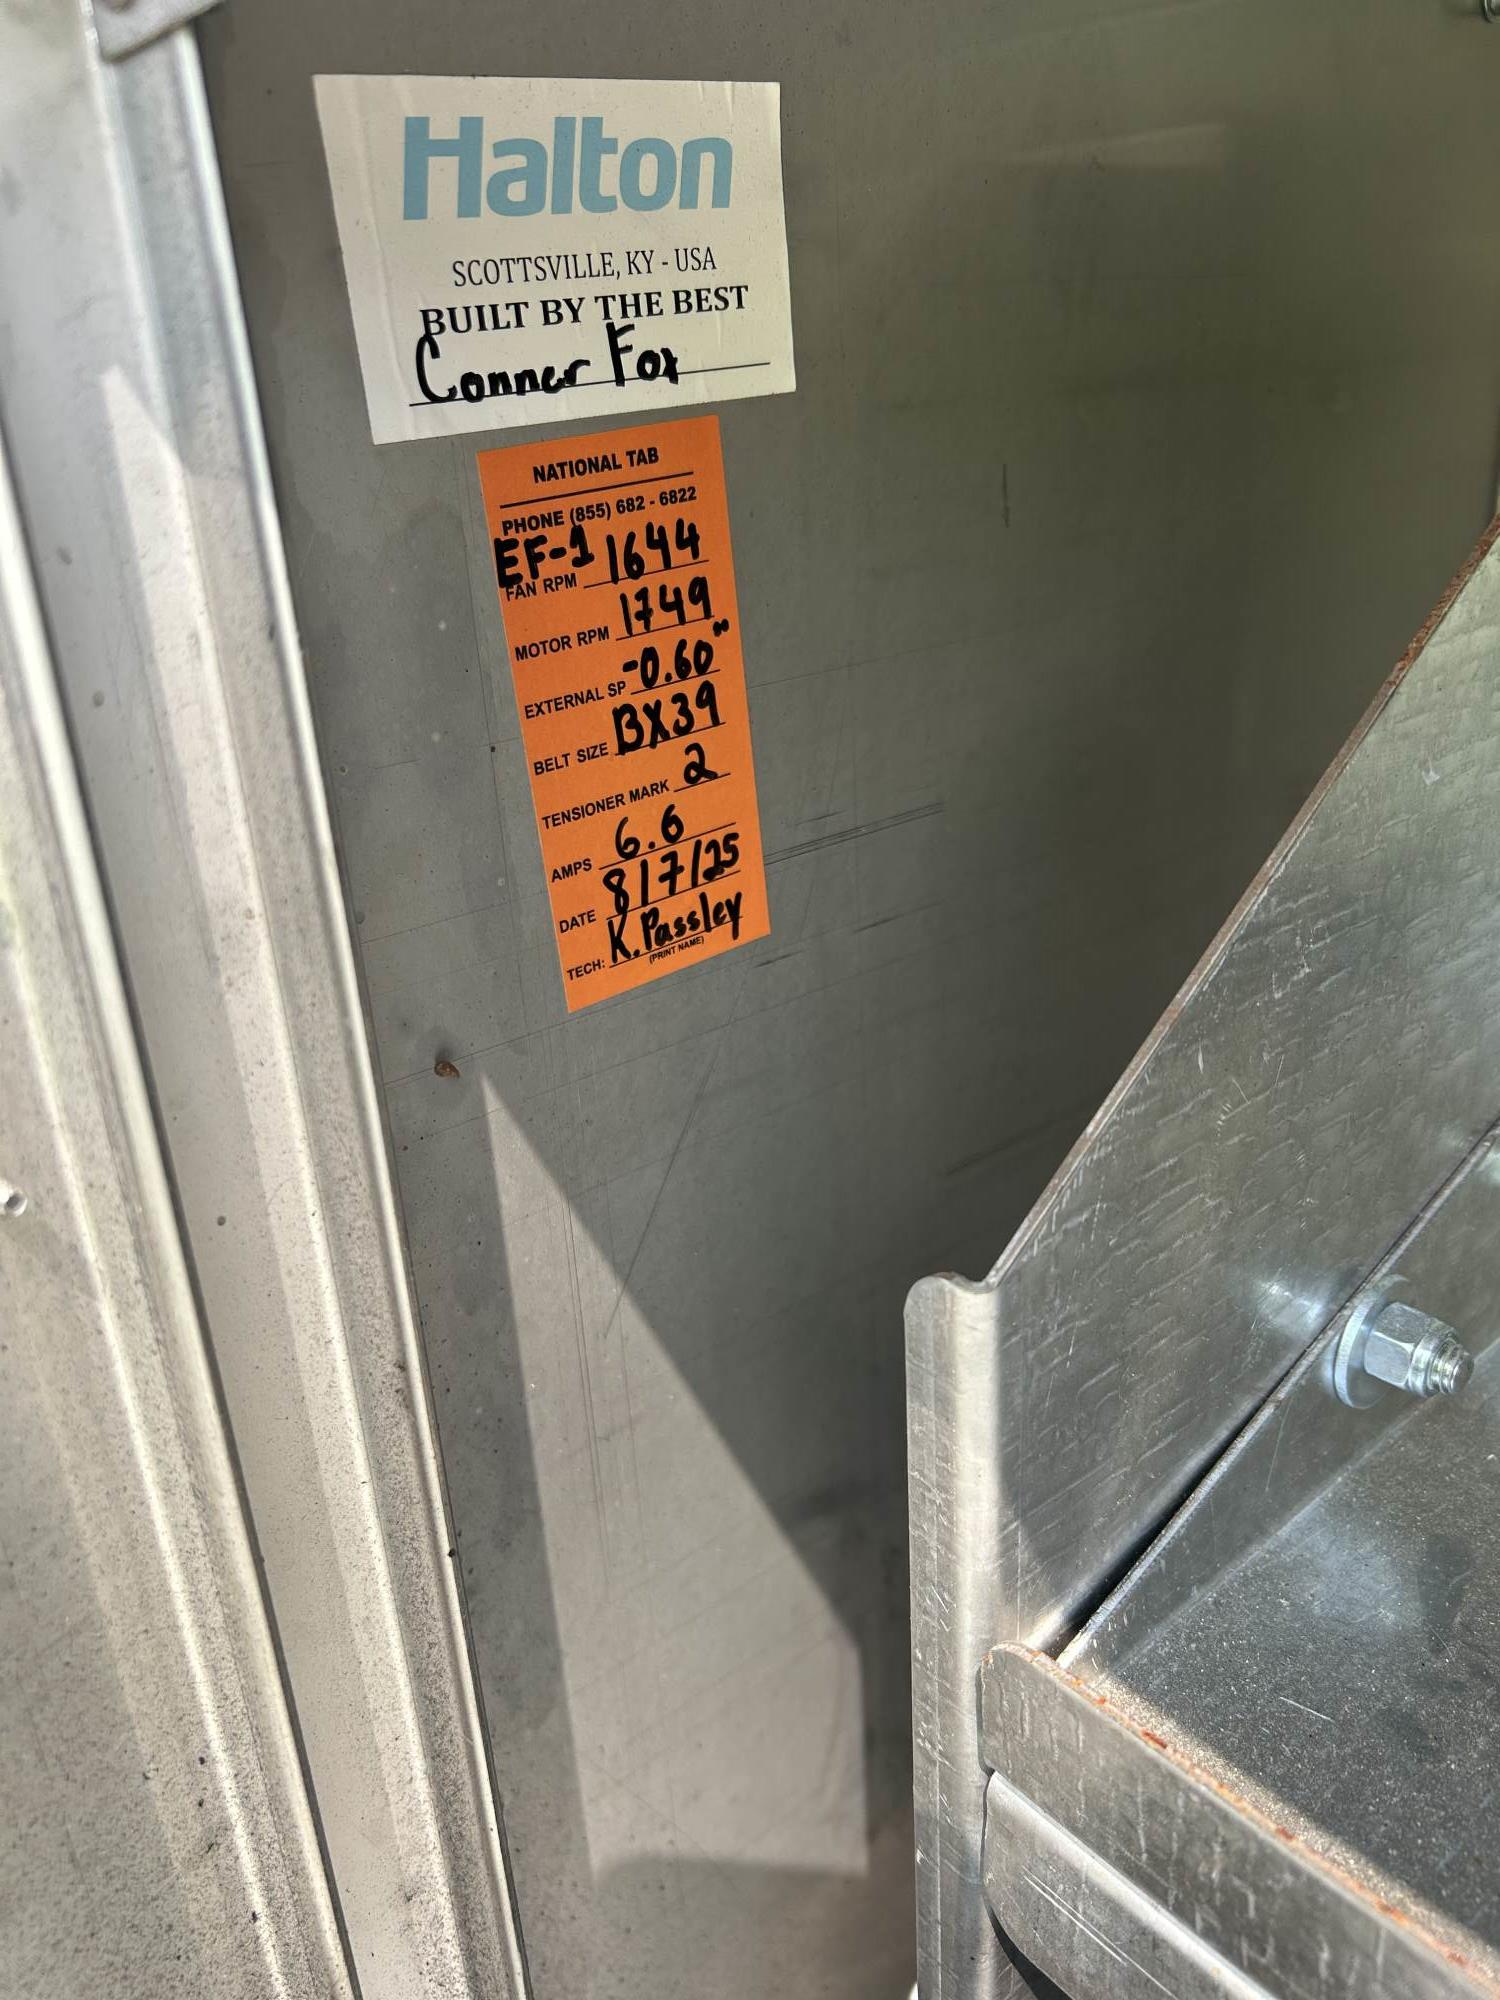 Halton
SCOTTSVILLE, KY - USA
BUILT BY THE BEST
Conner Fox
NATIONAL TAB
PHONE (855) 682 - 6822
EF-1
FAN RPM 1644
MOTOR RPM 1749
EXTERNAL SP -0.60"
BELT SIZE BX39
TENSIONER MARK 2
AMPS 6.6
DATE 8/7/25
TECH: K. Passley
(PRINT NAME)